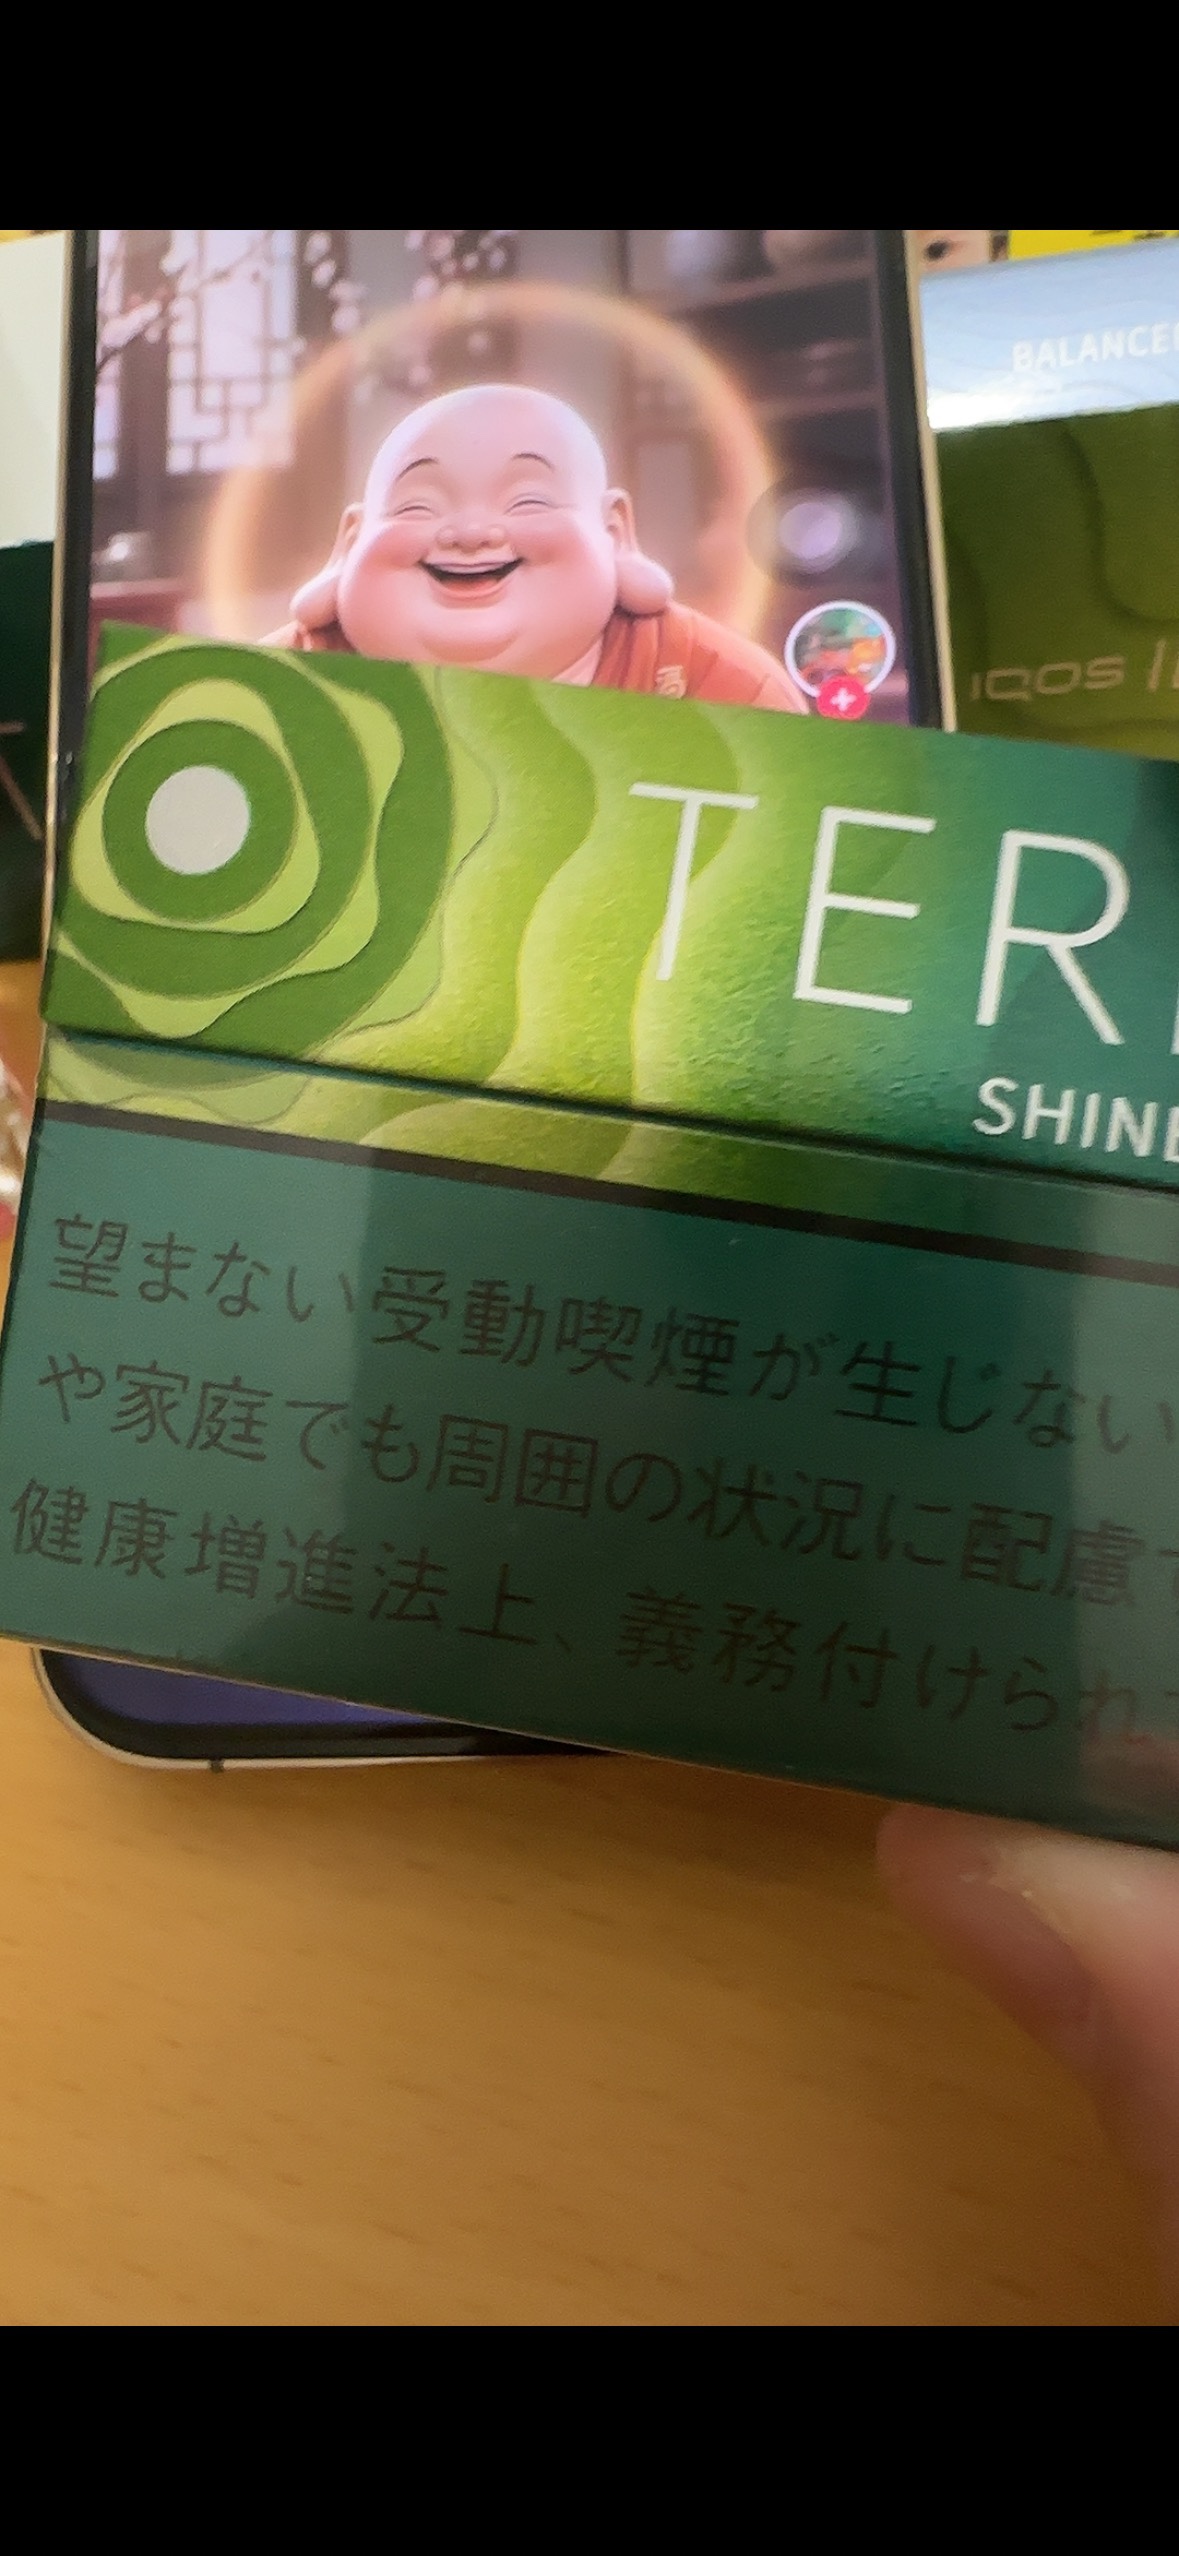 BALANCE
IQOS
TER
SHINE
望まない受動喫煙が生じない
や家庭でも周囲の状況に配慮す
健康増進法上、義務付けられ